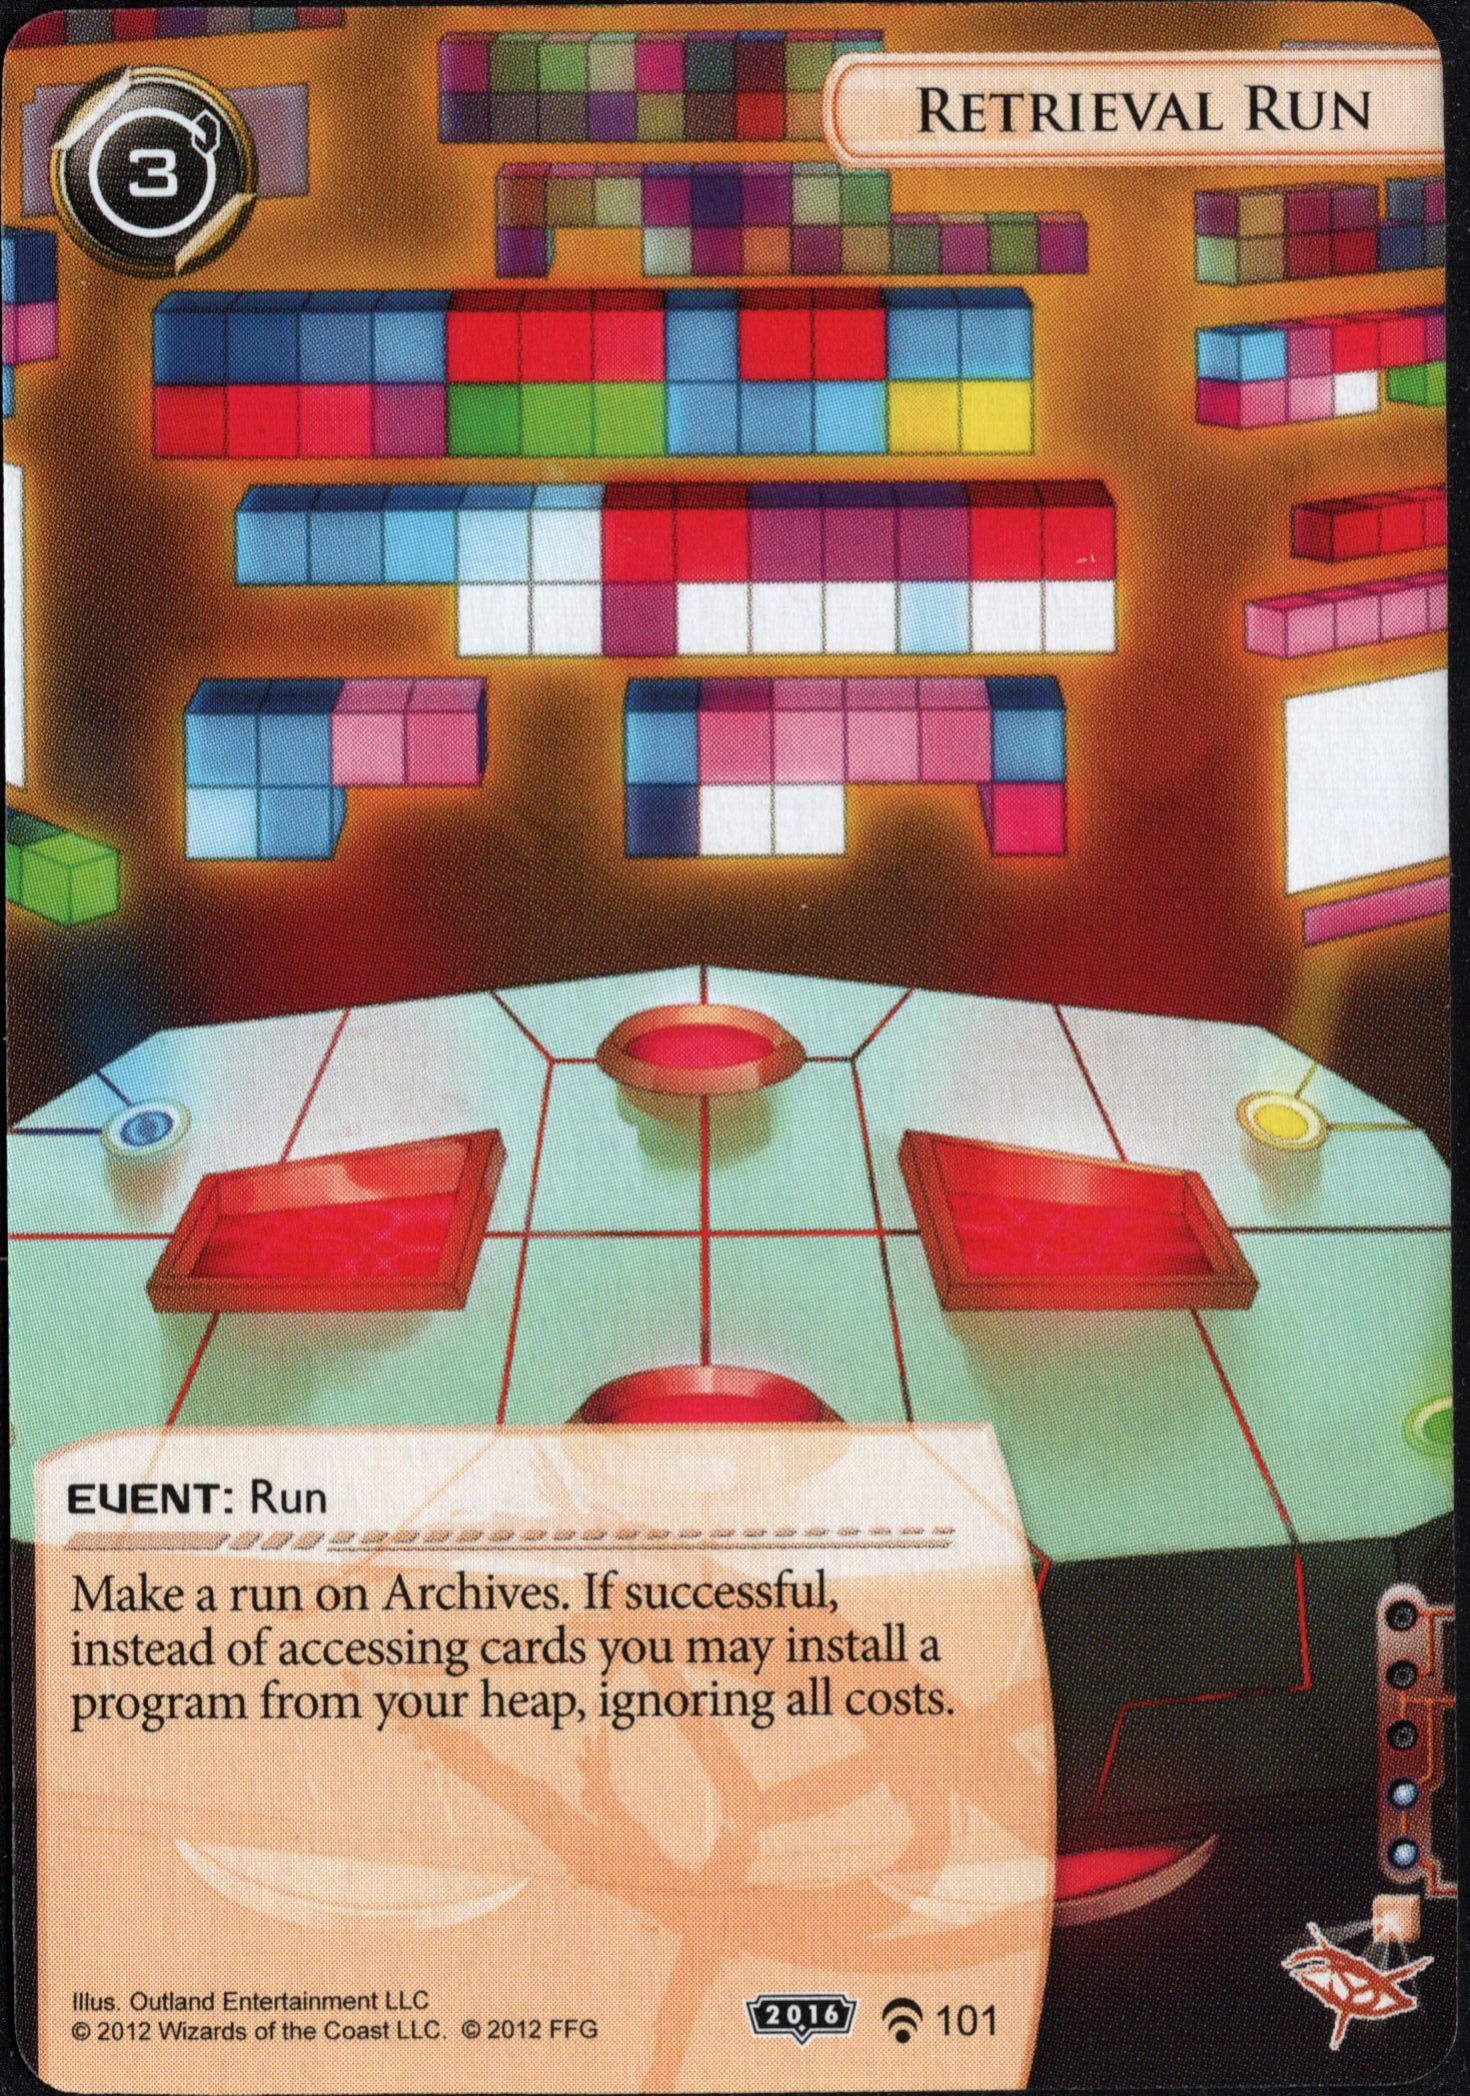 3
RETRIEVAL RUN
EVENT: Run
Make a run on Archives. If successful,
instead of accessing cards you may install a
program from your heap, ignoring all costs.
Illus. Outland Entertainment LLC
© 2012 Wizards of the Coast LLC. © 2012 FFG
2016 101